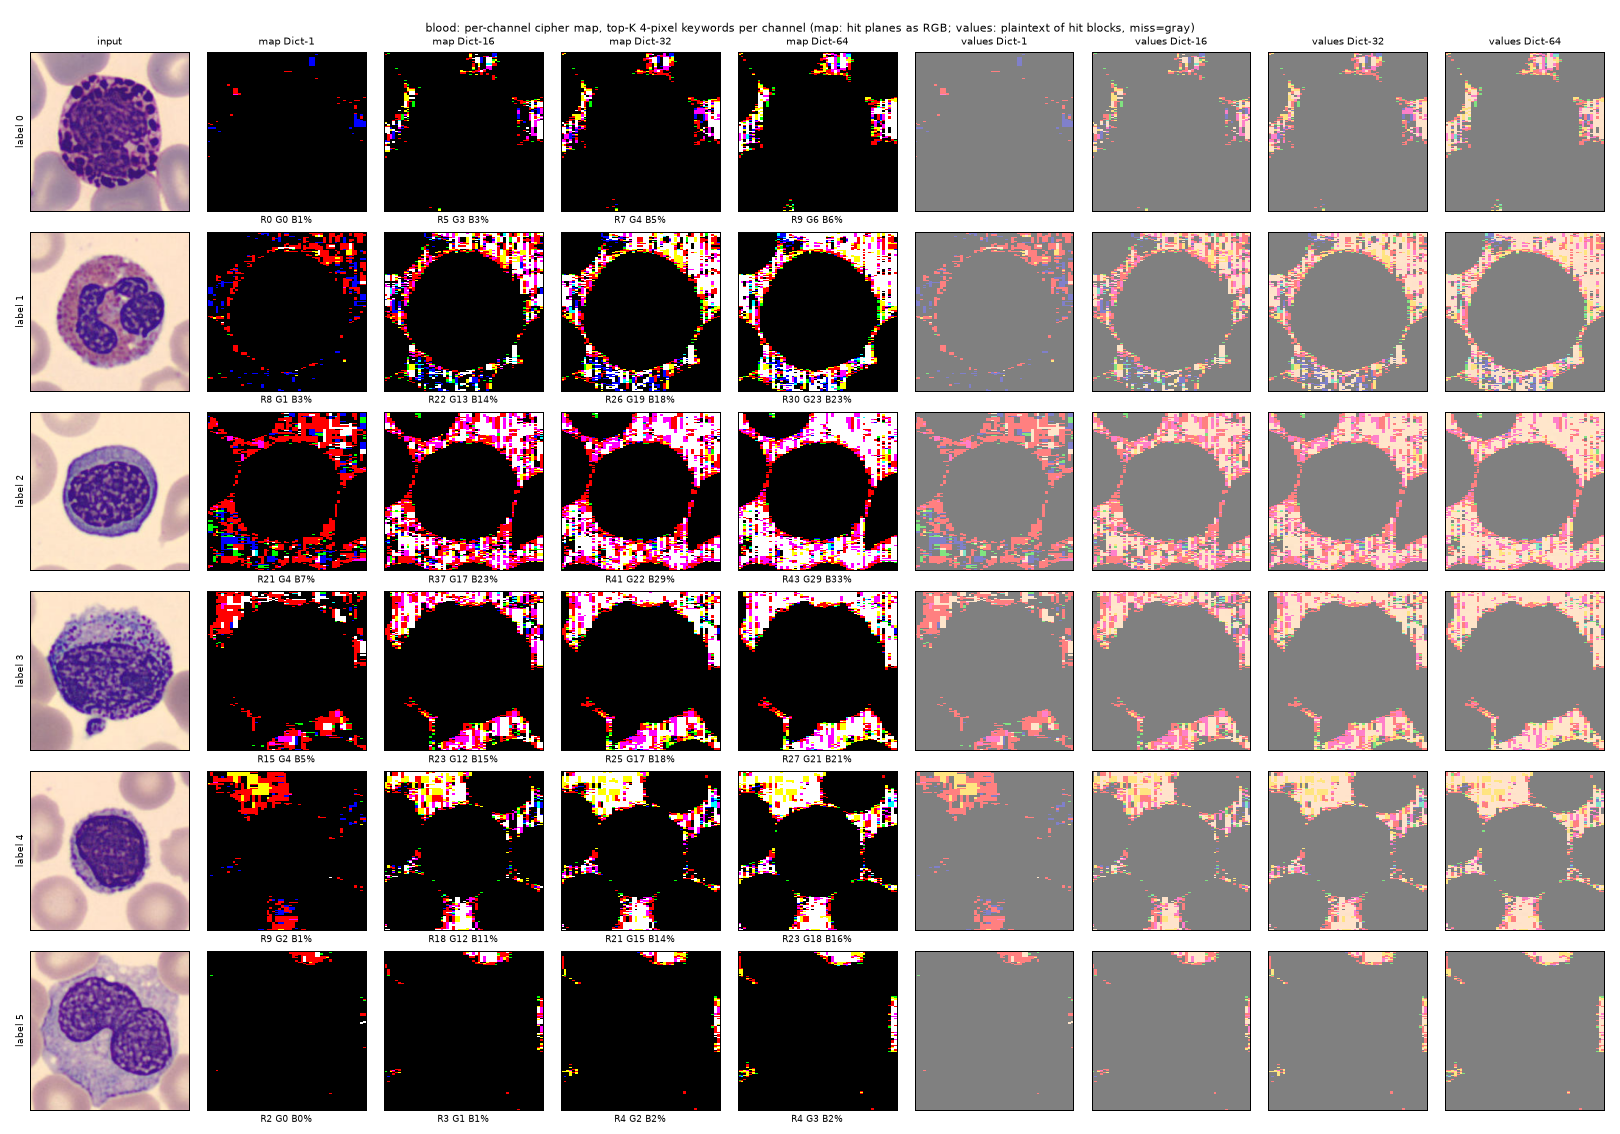 blood: per-channel cipher map, top-K 4-pixel keywords per channel (map: hit planes as RGB; values: plaintext of hit blocks, miss=gray)
input map Dict-1 map Dict-16 map Dict-32 map Dict-64 values Dict-1 values Dict-16 values Dict-32 values Dict-64
label 0
R0 G0 B1% R5 G3 B3% R7 G4 B5% R9 G6 B6%
label 1
R8 G1 B3% R22 G13 B14% R26 G19 B18% R30 G23 B23%
label 2
R21 G4 B7% R37 G17 B23% R41 G22 B29% R43 G29 B33%
label 3
R15 G4 B5% R23 G12 B15% R25 G17 B18% R27 G21 B21%
label 4
R9 G2 B1% R18 G12 B11% R21 G15 B14% R23 G18 B16%
label 5
R2 G0 B0% R3 G1 B1% R4 G2 B2% R4 G3 B2%